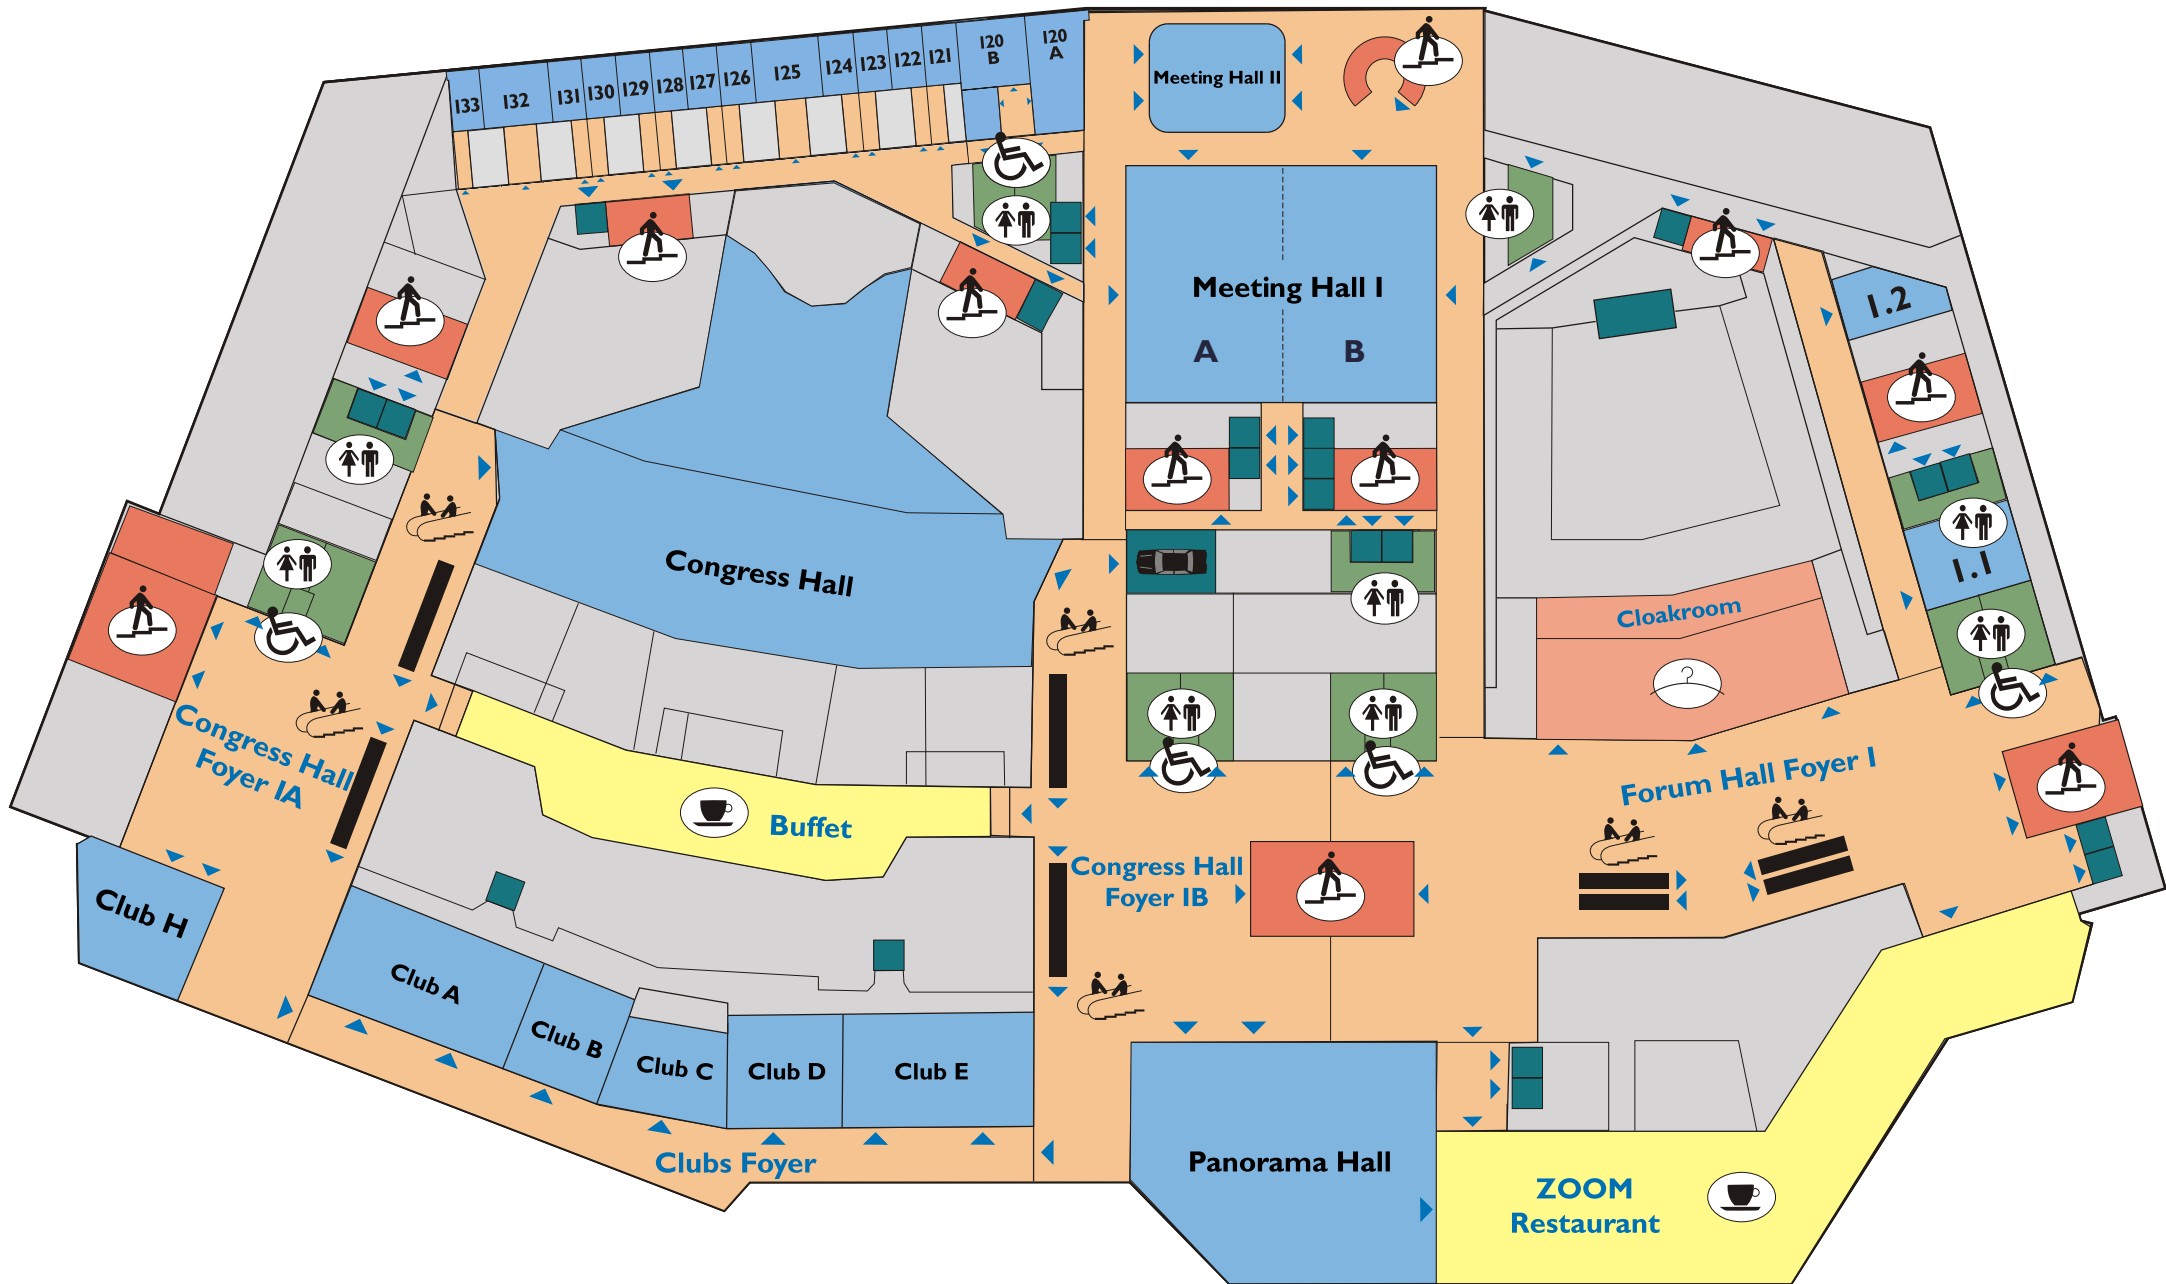 133
132
131
130
129
128
127
126
125
124
123
122
121
120
B
120
A
Meeting Hall II
Meeting Hall I
A
B
1.2
1.1
Congress Hall
Cloakroom
Congress Hall
Foyer IA
Buffet
Forum Hall Foyer I
Congress Hall
Foyer IB
Club H
Club A
Club B
Club C
Club D
Club E
Clubs Foyer
Panorama Hall
ZOOM
Restaurant